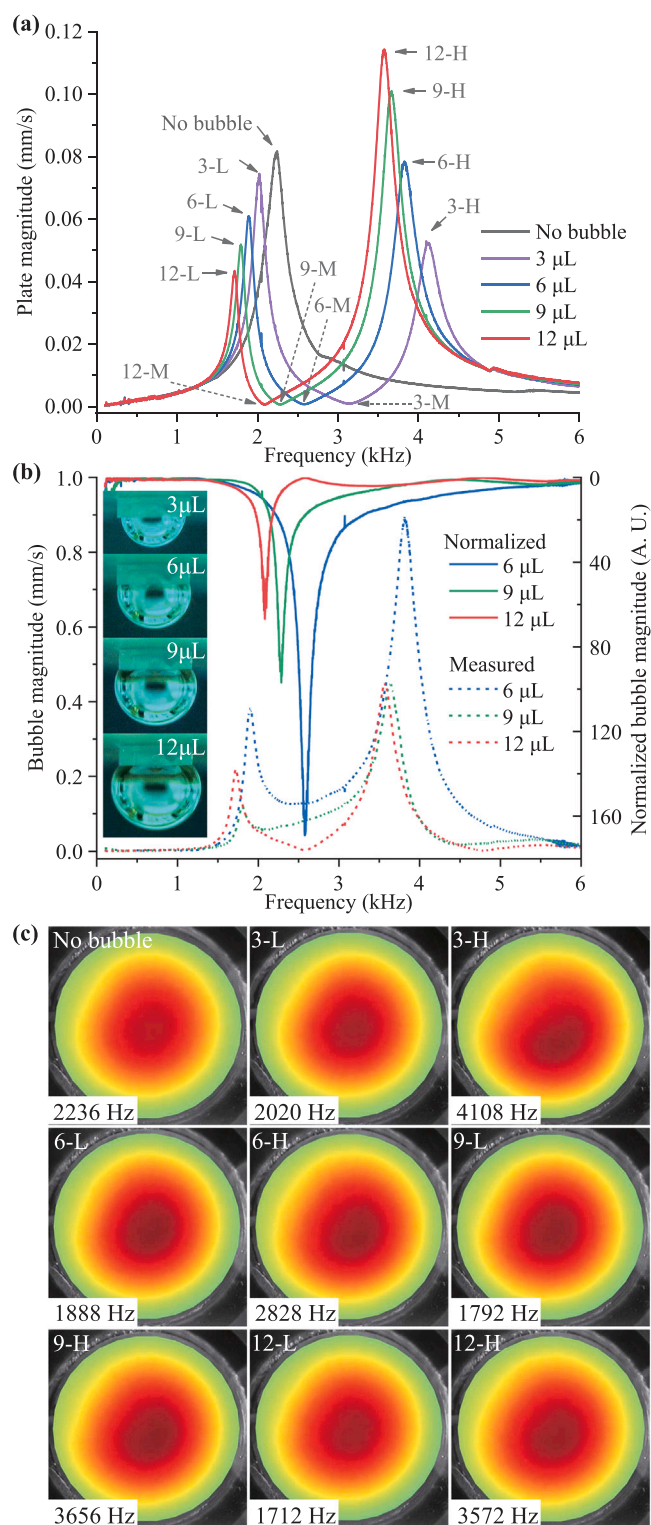 (a)
0.12
0.10
0.08
0.06
0.04
0.02
0.00
Plate magnitude (mm/s)
12-H
9-H
No bubble
3-L
6-L
9-L
12-L
6-H
3-H
9-M
6-M
12-M
3-M
No bubble
3 μL
6 μL
9 μL
12 μL
0 1 2 3 4 5 6
Frequency (kHz)
(b)
1.0
0.8
0.6
0.4
0.2
0.0
Bubble magnitude (mm/s)
3μL
6μL
9μL
12μL
Normalized
6 μL
9 μL
12 μL
Measured
6 μL
9 μL
12 μL
0
40
80
120
160
Normalized bubble magnitude (A. U.)
0 1 2 3 4 5 6
Frequency (kHz)
(c)
No bubble 3-L 3-H
2236 Hz 2020 Hz 4108 Hz
6-L 6-H 9-L
1888 Hz 2828 Hz 1792 Hz
9-H 12-L 12-H
3656 Hz 1712 Hz 3572 Hz